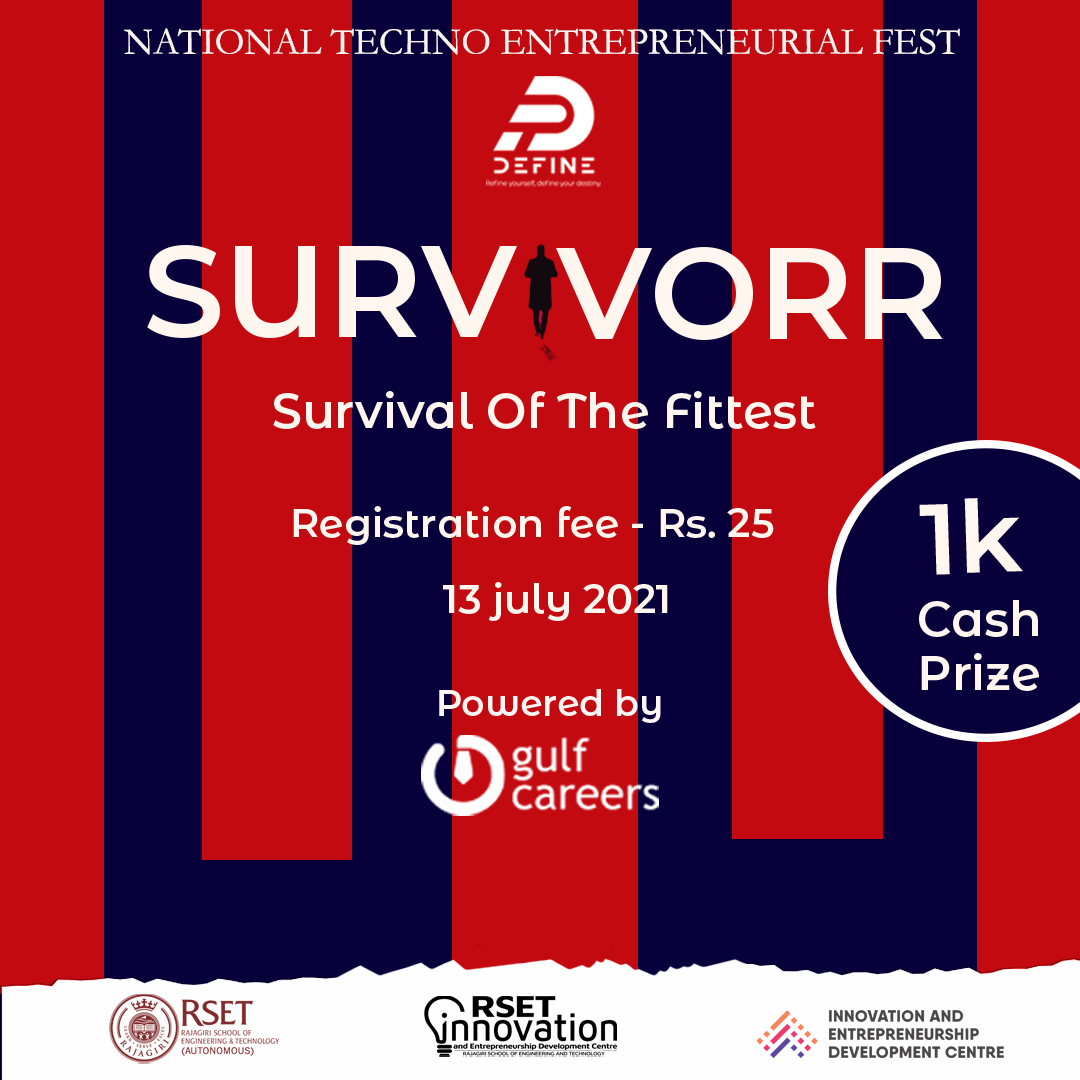 NATIONAL TECHNO ENTREPRENEURIAL FEST
DEFINE
Refine yourself, define your destiny.
SURVIVORR
Survival Of The Fittest
Registration fee - Rs. 25
13 july 2021
1k
Cash
Prize
Powered by
gulf
careers
RSET
RAJAGIRI SCHOOL OF
ENGINEERING & TECHNOLOGY
(AUTONOMOUS)
RAJAGIRI
RSET
innovation
and Entrepreneurship Development Centre
RAJAGIRI SCHOOL OF ENGINEERING AND TECHNOLOGY
INNOVATION AND
ENTREPRENEURSHIP
DEVELOPMENT CENTRE